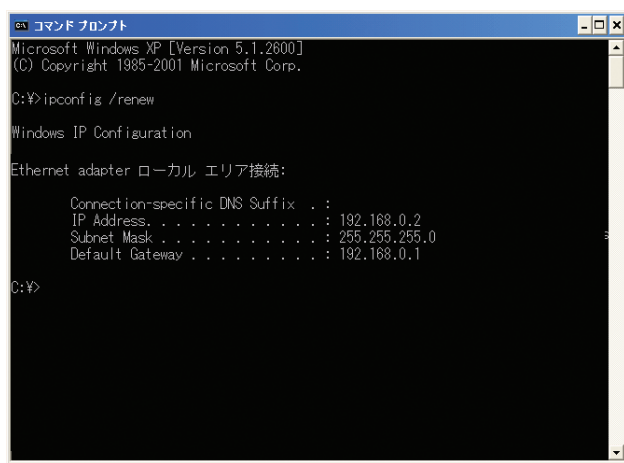 コマンド プロンプト
Microsoft Windows XP [Version 5.1.2600]
(C) Copyright 1985-2001 Microsoft Corp.
C:¥>ipconfig /renew
Windows IP Configuration
Ethernet adapter ローカル エリア接続:
Connection-specific DNS Suffix . :
IP Address. . . . . . . . . . . . : 192.168.0.2
Subnet Mask . . . . . . . . . . . : 255.255.255.0
Default Gateway . . . . . . . . . : 192.168.0.1
C:¥>